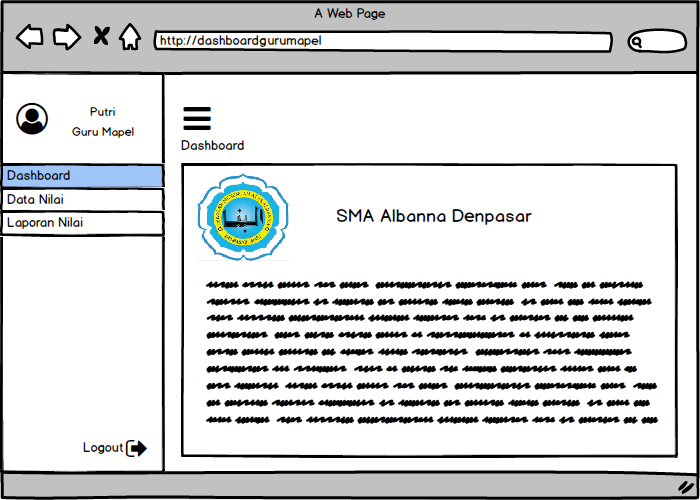 A Web Page
http://dashboardgurumapel
Putri
Guru Mapel
Dashboard
Data Nilai
Laporan Nilai
Logout
Dashboard
SMA Albanna Denpasar